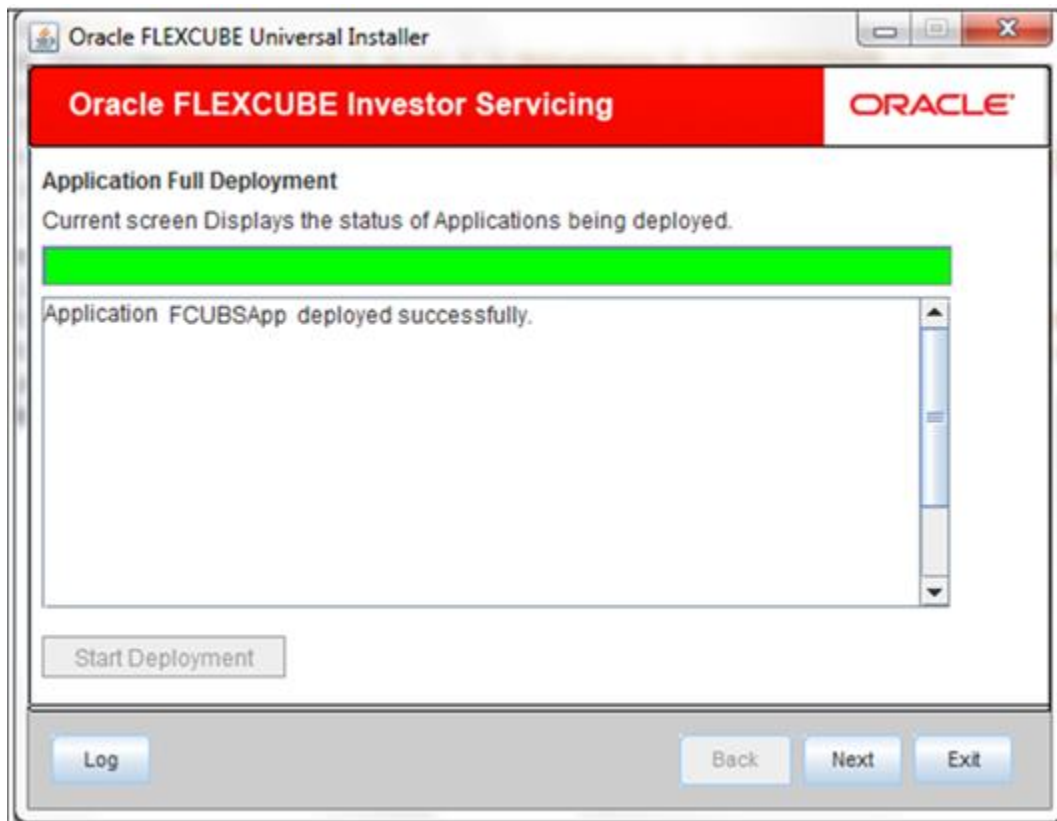 Oracle FLEXCUBE Universal Installer
Oracle FLEXCUBE Investor Servicing
ORACLE
Application Full Deployment
Current screen Displays the status of Applications being deployed.
Application FCUBSApp deployed successfully.
Start Deployment
Log
Back
Next
Exit